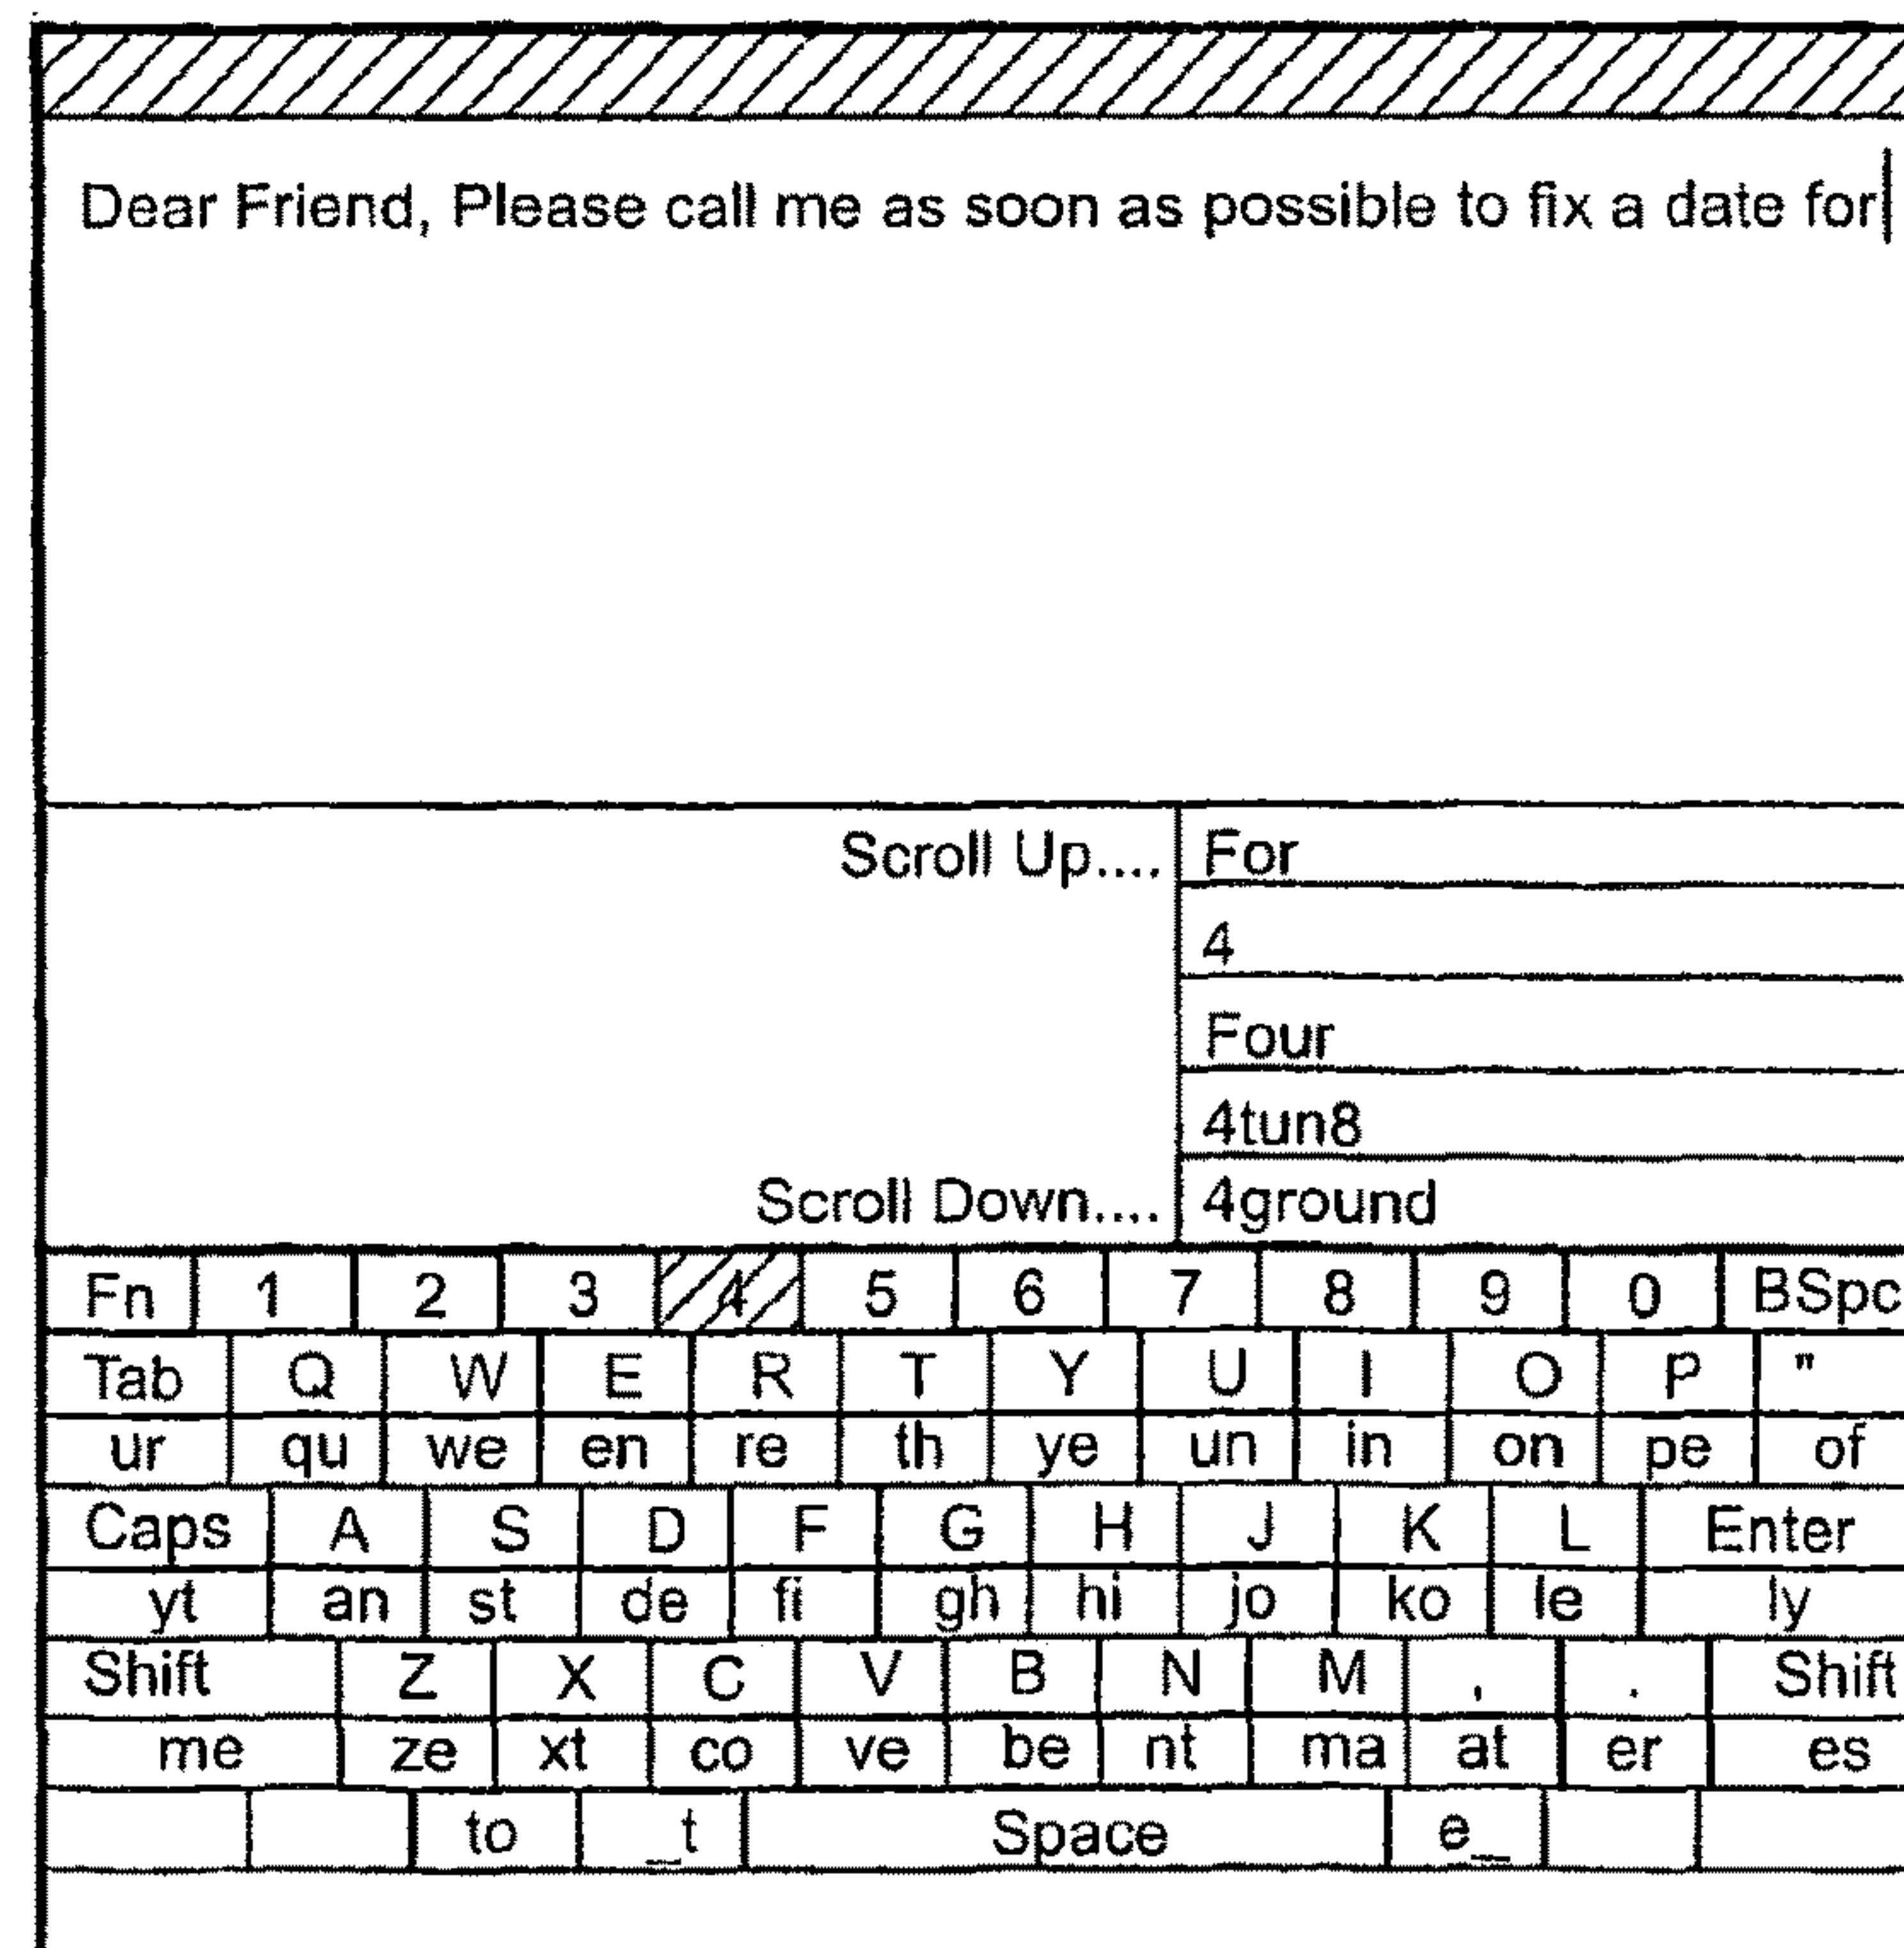 Dear Friend, Please call me as soon as possible to fix a date for
Scroll Up.... For
4
Four
4tun8
Scroll Down.... 4ground
Fn 1 2 3 4 5 6 7 8 9 0 BSpc
Tab Q W E R T Y U I O P "
ur qu we en re th ye un in on pe of
Caps A S D F G H J K L Enter
yt an st de fi gh hi jo ko le ly
Shift Z X C V B N M , . Shift
me ze xt co ve be nt ma at er es
to _t Space e_